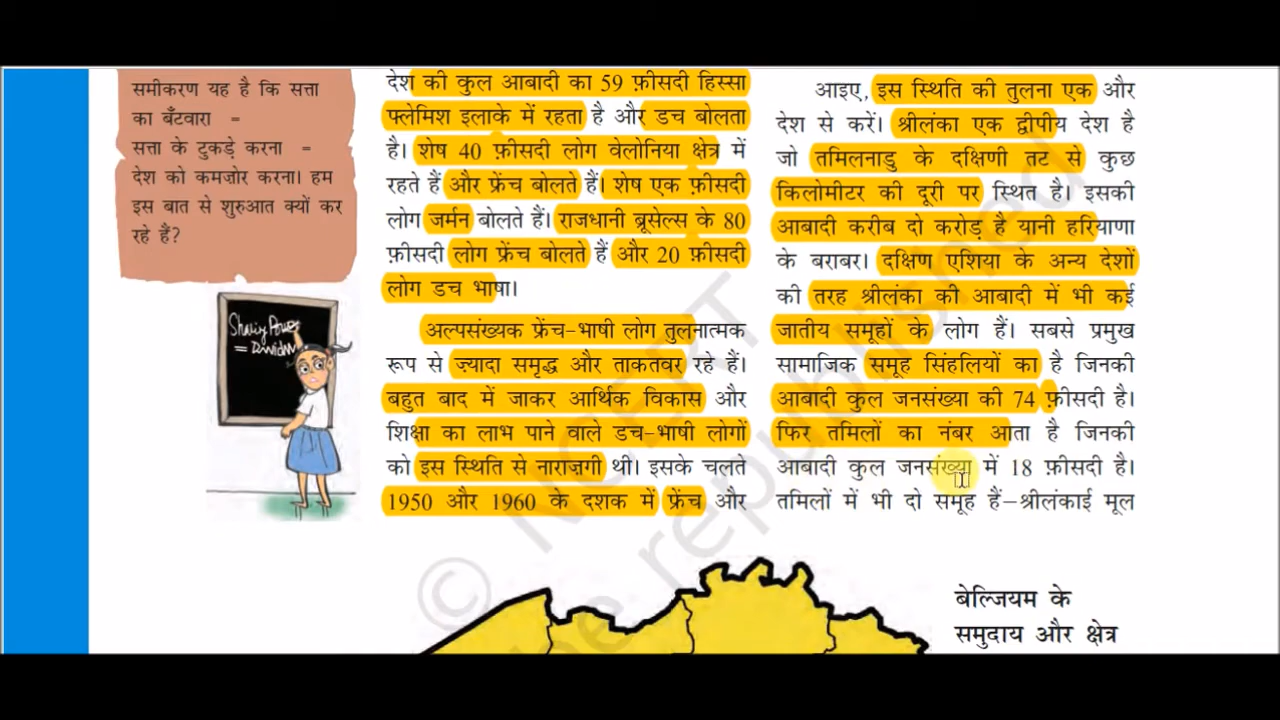 समीकरण यह है कि सत्ता
का बँटवारा =
सत्ता के टुकड़े करना =
देश को कमज़ोर करना। हम
इस बात से शुरुआत क्यों कर
रहे हैं?
Sharing Power
= Dividin
देश की कुल आबादी का 59 फ़ीसदी हिस्सा
फ्लेमिश इलाके में रहता है और डच बोलता
है। शेष 40 फ़ीसदी लोग वेलोनिया क्षेत्र में
रहते हैं और फ्रेंच बोलते हैं। शेष एक फ़ीसदी
लोग जर्मन बोलते हैं। राजधानी ब्रूसेल्स के 80
फ़ीसदी लोग फ्रेंच बोलते हैं और 20 फ़ीसदी
लोग डच भाषा।
अल्पसंख्यक फ्रेंच-भाषी लोग तुलनात्मक
रूप से ज़्यादा समृद्ध और ताकतवर रहे हैं।
बहुत बाद में जाकर आर्थिक विकास और
शिक्षा का लाभ पाने वाले डच-भाषी लोगों
को इस स्थिति से नाराज़गी थी। इसके चलते
1950 और 1960 के दशक में फ्रेंच और
आइए, इस स्थिति की तुलना एक और
देश से करें। श्रीलंका एक द्वीपीय देश है
जो तमिलनाडु के दक्षिणी तट से कुछ
किलोमीटर की दूरी पर स्थित है। इसकी
आबादी करीब दो करोड़ है यानी हरियाणा
के बराबर। दक्षिण एशिया के अन्य देशों
की तरह श्रीलंका की आबादी में भी कई
जातीय समूहों के लोग हैं। सबसे प्रमुख
सामाजिक समूह सिंहलियों का है जिनकी
आबादी कुल जनसंख्या की 74 फ़ीसदी है।
फिर तमिलों का नंबर आता है जिनकी
आबादी कुल जनसंख्या में 18 फ़ीसदी है।
तमिलों में भी दो समूह हैं–श्रीलंकाई मूल
बेल्जियम के
समुदाय और क्षेत्र
© NCERT
be republished